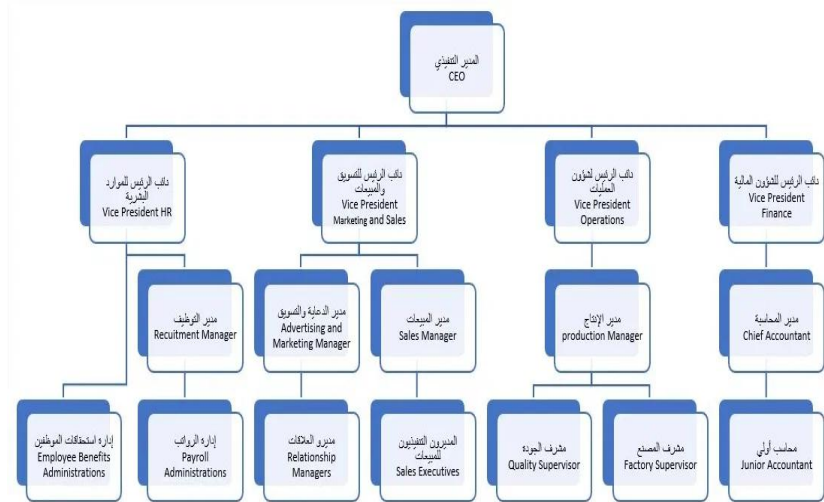 المدير التنفيذي
CEO
نائب الرئيس للموارد
البشرية
Vice President HR
نائب الرئيس للتسويق
والمبيعات
Vice President
Marketing and Sales
نائب الرئيس لشؤون
العمليات
Vice President
Operations
نائب الرئيس للشؤون المالية
Vice President
Finance
مدير التوظيف
Recuitment Manager
مدير الدعاية والتسويق
Advertising and
Marketing Manager
مدير المبيعات
Sales Manager
مدير الإنتاج
production Manager
مدير المحاسبة
Chief Accountant
إدارة استحقاقات الموظفين
Employee Benefits
Administrations
إدارة الرواتب
Payroll
Administrations
مديرو العلاقات
Relationship
Managers
المديرون التنفيذيون
للمبيعات
Sales Executives
مشرف الجودة
Quality Supervisor
مشرف المصنع
Factory Supervisor
محاسب أولي
Junior Accountant